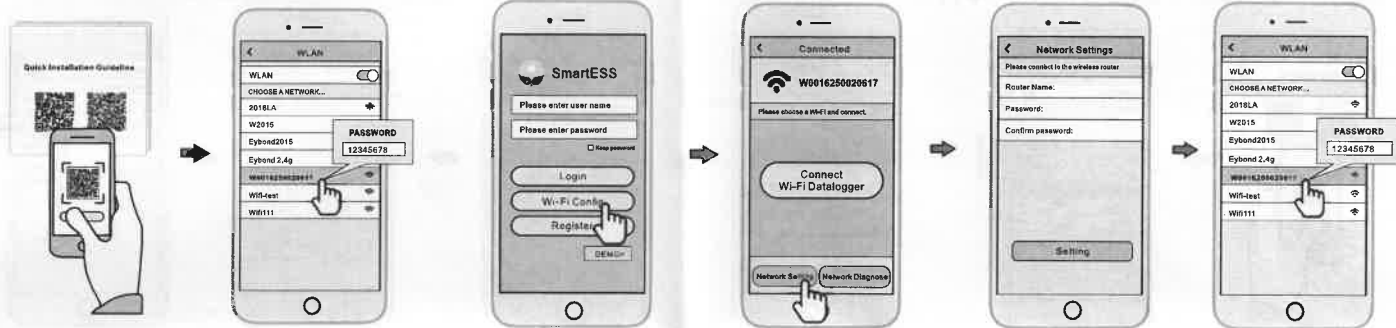 Quick Installation Guideline
WLAN
WLAN
CHOOSE A NETWORK...
2018LA
W2015
Eybond2015
Eybond 2.4g
W0016250020617
Wifi-test
Wifi111
PASSWORD
12345678
SmartESS
Please enter user name
Please enter password
Keep password
Login
Wi-Fi Config
Register
DEMO>
Connected
W0016250020617
Please choose a Wi-Fi and connect.
Connect
Wi-Fi Datalogger
Network Setting
Network Diagnose
Network Settings
Please connect to the wireless router
Router Name:
Password:
Confirm password:
Setting
WLAN
WLAN
CHOOSE A NETWORK...
2018LA
W2015
Eybond2015
Eybond 2.4g
W0016250020617
Wifi-test
Wifi111
PASSWORD
12345678